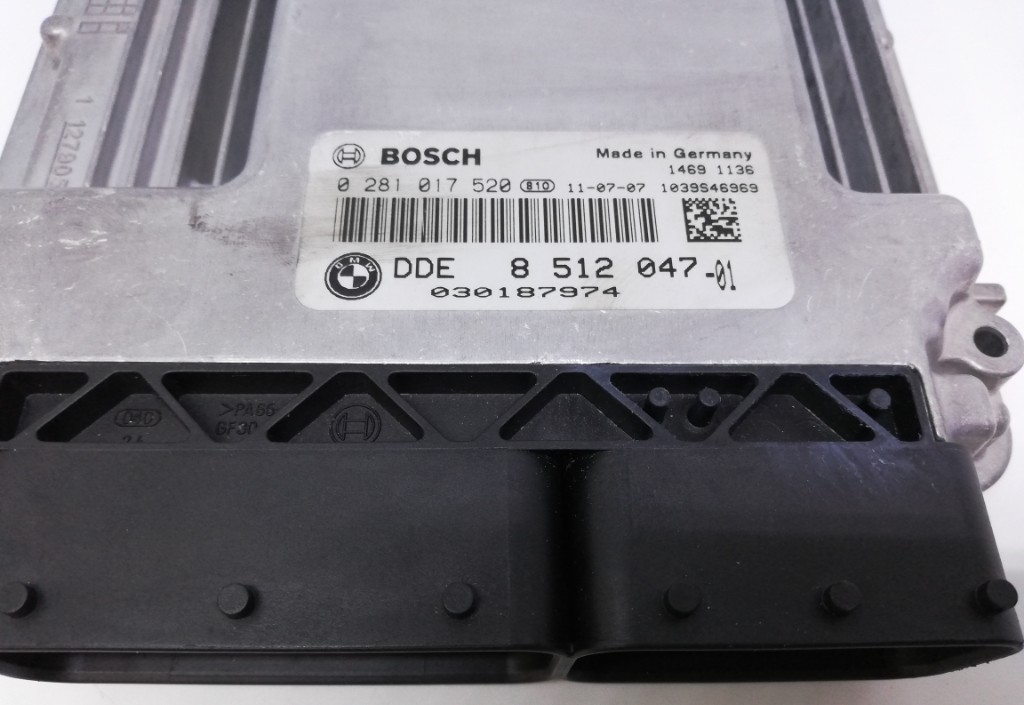 BOSCH
Made in Germany
1469 1136
0 281 017 520 810 11-07-07 1039S46969
BMW
DDE 8 512 047-01
030187974
>PA66
GF30